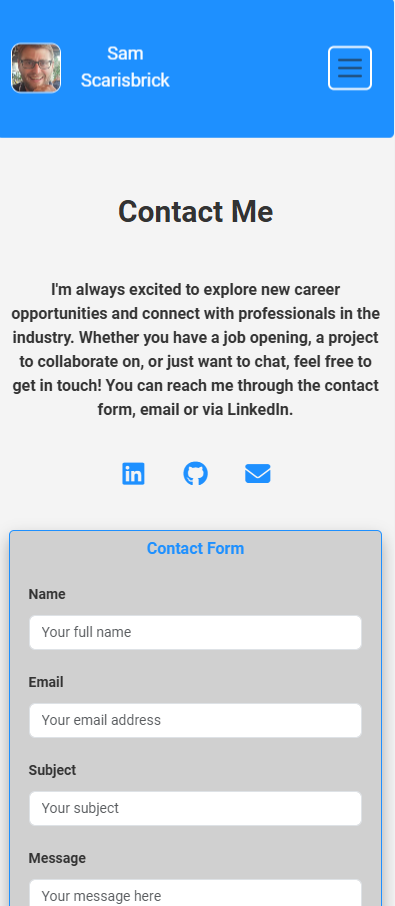 Sam
Scarisbrick
Contact Me
I'm always excited to explore new career
opportunities and connect with professionals in the
industry. Whether you have a job opening, a project
to collaborate on, or just want to chat, feel free to
get in touch! You can reach me through the contact
form, email or via LinkedIn.
in
Contact Form
Name
Your full name
Email
Your email address
Subject
Your subject
Message
Your message here